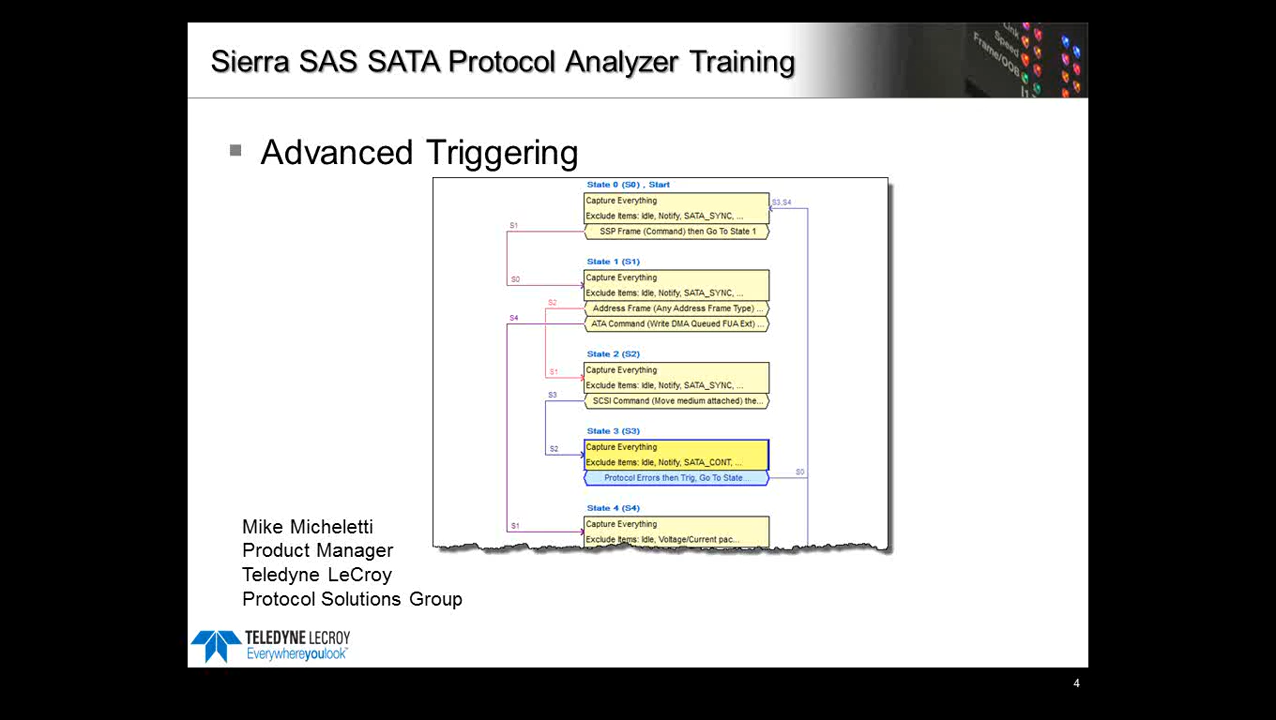 Sierra SAS SATA Protocol Analyzer Training
Link
Speed
Frame/OOB
Advanced Triggering
State 0 (S0) , Start
Capture Everything
Exclude Items: Idle, Notify, SATA_SYNC, ...
SSP Frame (Command) then Go To State 1
S3,S4
S1
State 1 (S1)
S0
Capture Everything
Exclude Items: Idle, Notify, SATA_SYNC, ...
S2
Address Frame (Any Address Frame Type) ...
S4
ATA Command (Write DMA Queued FUA Ext) ...
State 2 (S2)
S1
Capture Everything
Exclude Items: Idle, Notify, SATA_SYNC, ...
S3
SCSI Command (Move medium attached) the...
State 3 (S3)
S2
Capture Everything
Exclude Items: Idle, Notify, SATA_CONT, ...
Protocol Errors then Trig, Go To State...
S0
State 4 (S4)
S1
Capture Everything
Exclude Items: Idle, Voltage/Current pac...
Mike Micheletti
Product Manager
Teledyne LeCroy
Protocol Solutions Group
TELEDYNE LECROY
Everywhereyoulook™
4